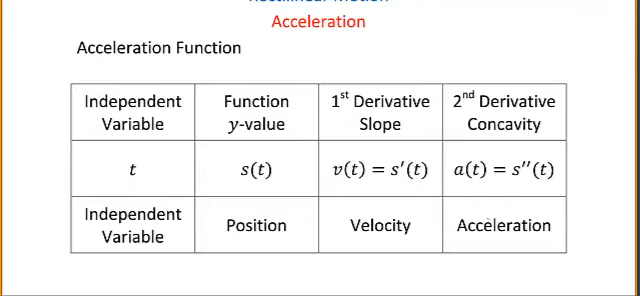 Acceleration
Acceleration Function
Independent Variable Function y-value 1st Derivative Slope 2nd Derivative Concavity
t s(t) v(t) = s′(t) a(t) = s′′(t)
Independent Variable Position Velocity Acceleration